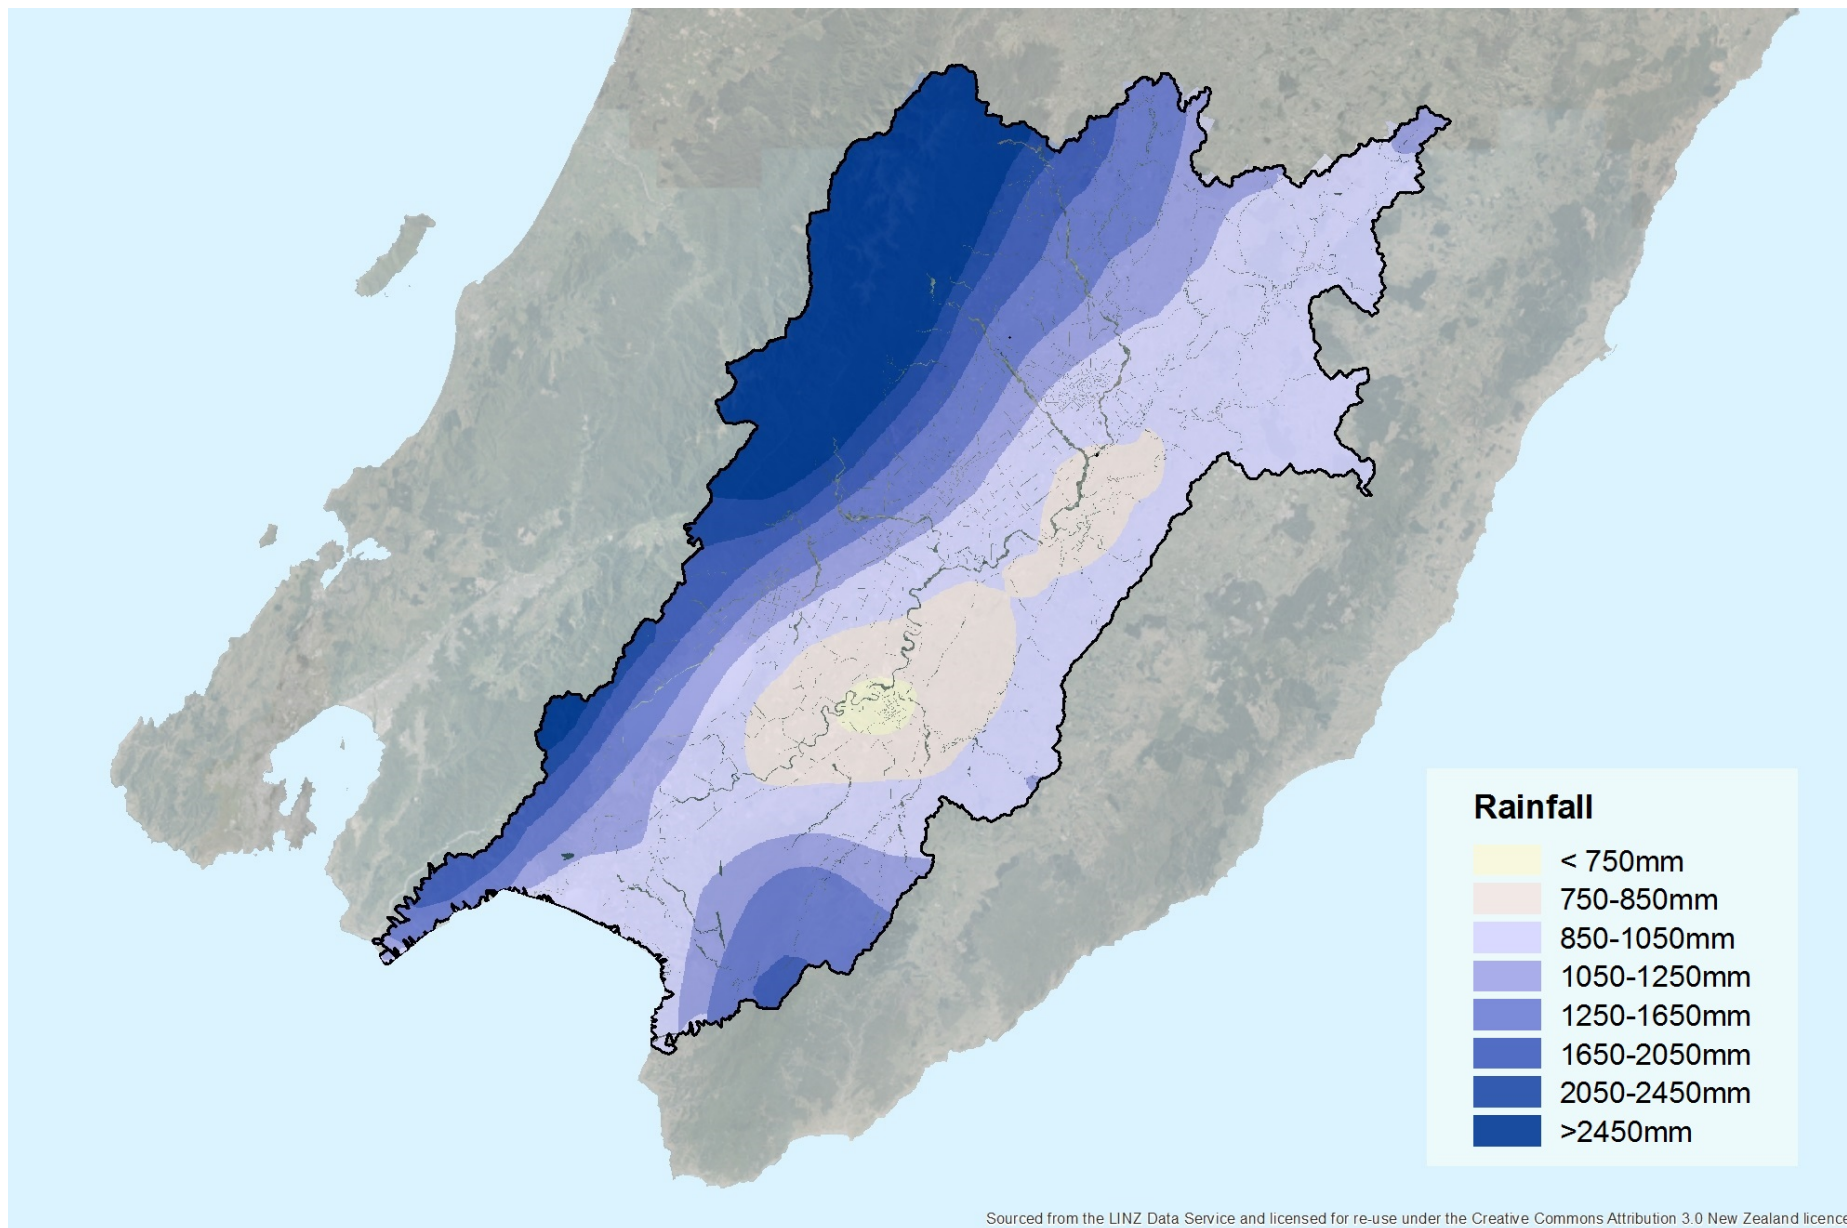 Rainfall
< 750mm
750-850mm
850-1050mm
1050-1250mm
1250-1650mm
1650-2050mm
2050-2450mm
>2450mm
Sourced from the LINZ Data Service and licensed for re-use under the Creative Commons Attribution 3.0 New Zealand licence